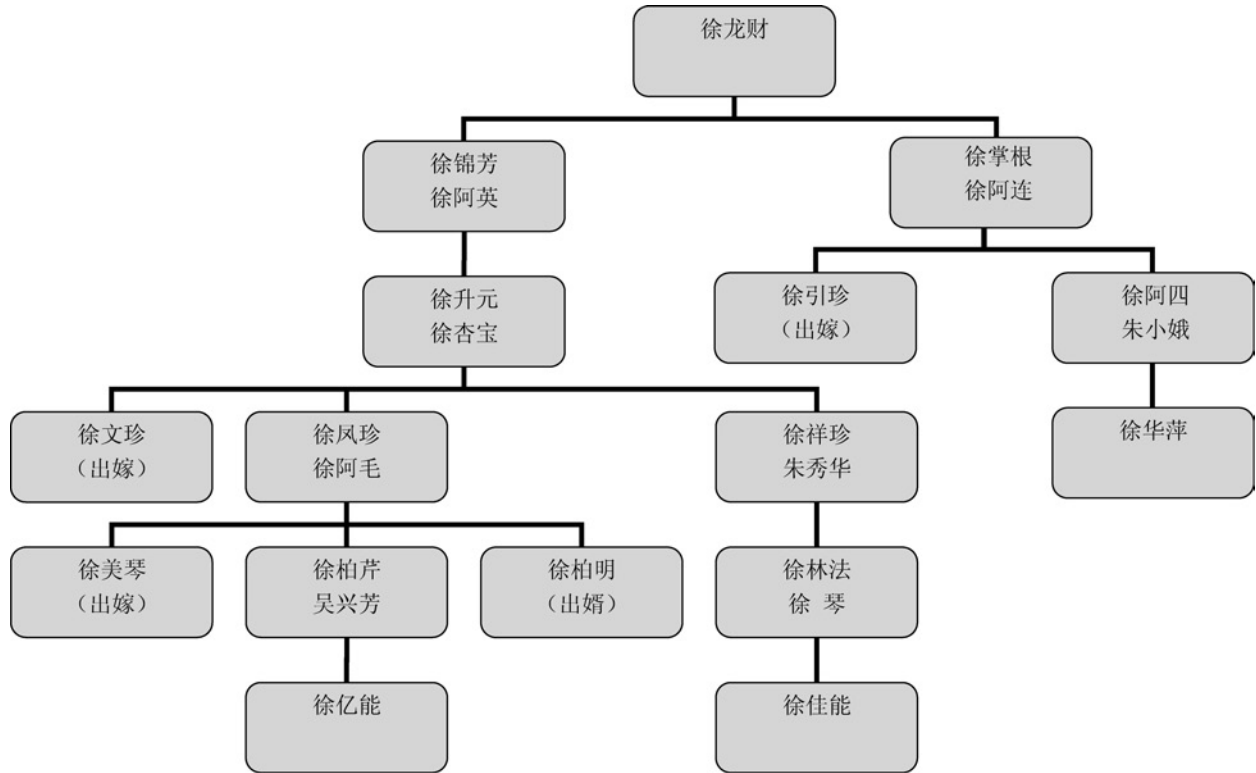 徐龙财
徐锦芳
徐阿英
徐掌根
徐阿连
徐升元
徐杏宝
徐引珍
（出嫁）
徐阿四
朱小娥
徐文珍
（出嫁）
徐凤珍
徐阿毛
徐祥珍
朱秀华
徐华萍
徐美琴
（出嫁）
徐柏芹
吴兴芳
徐柏明
（出婿）
徐林法
徐 琴
徐亿能
徐佳能